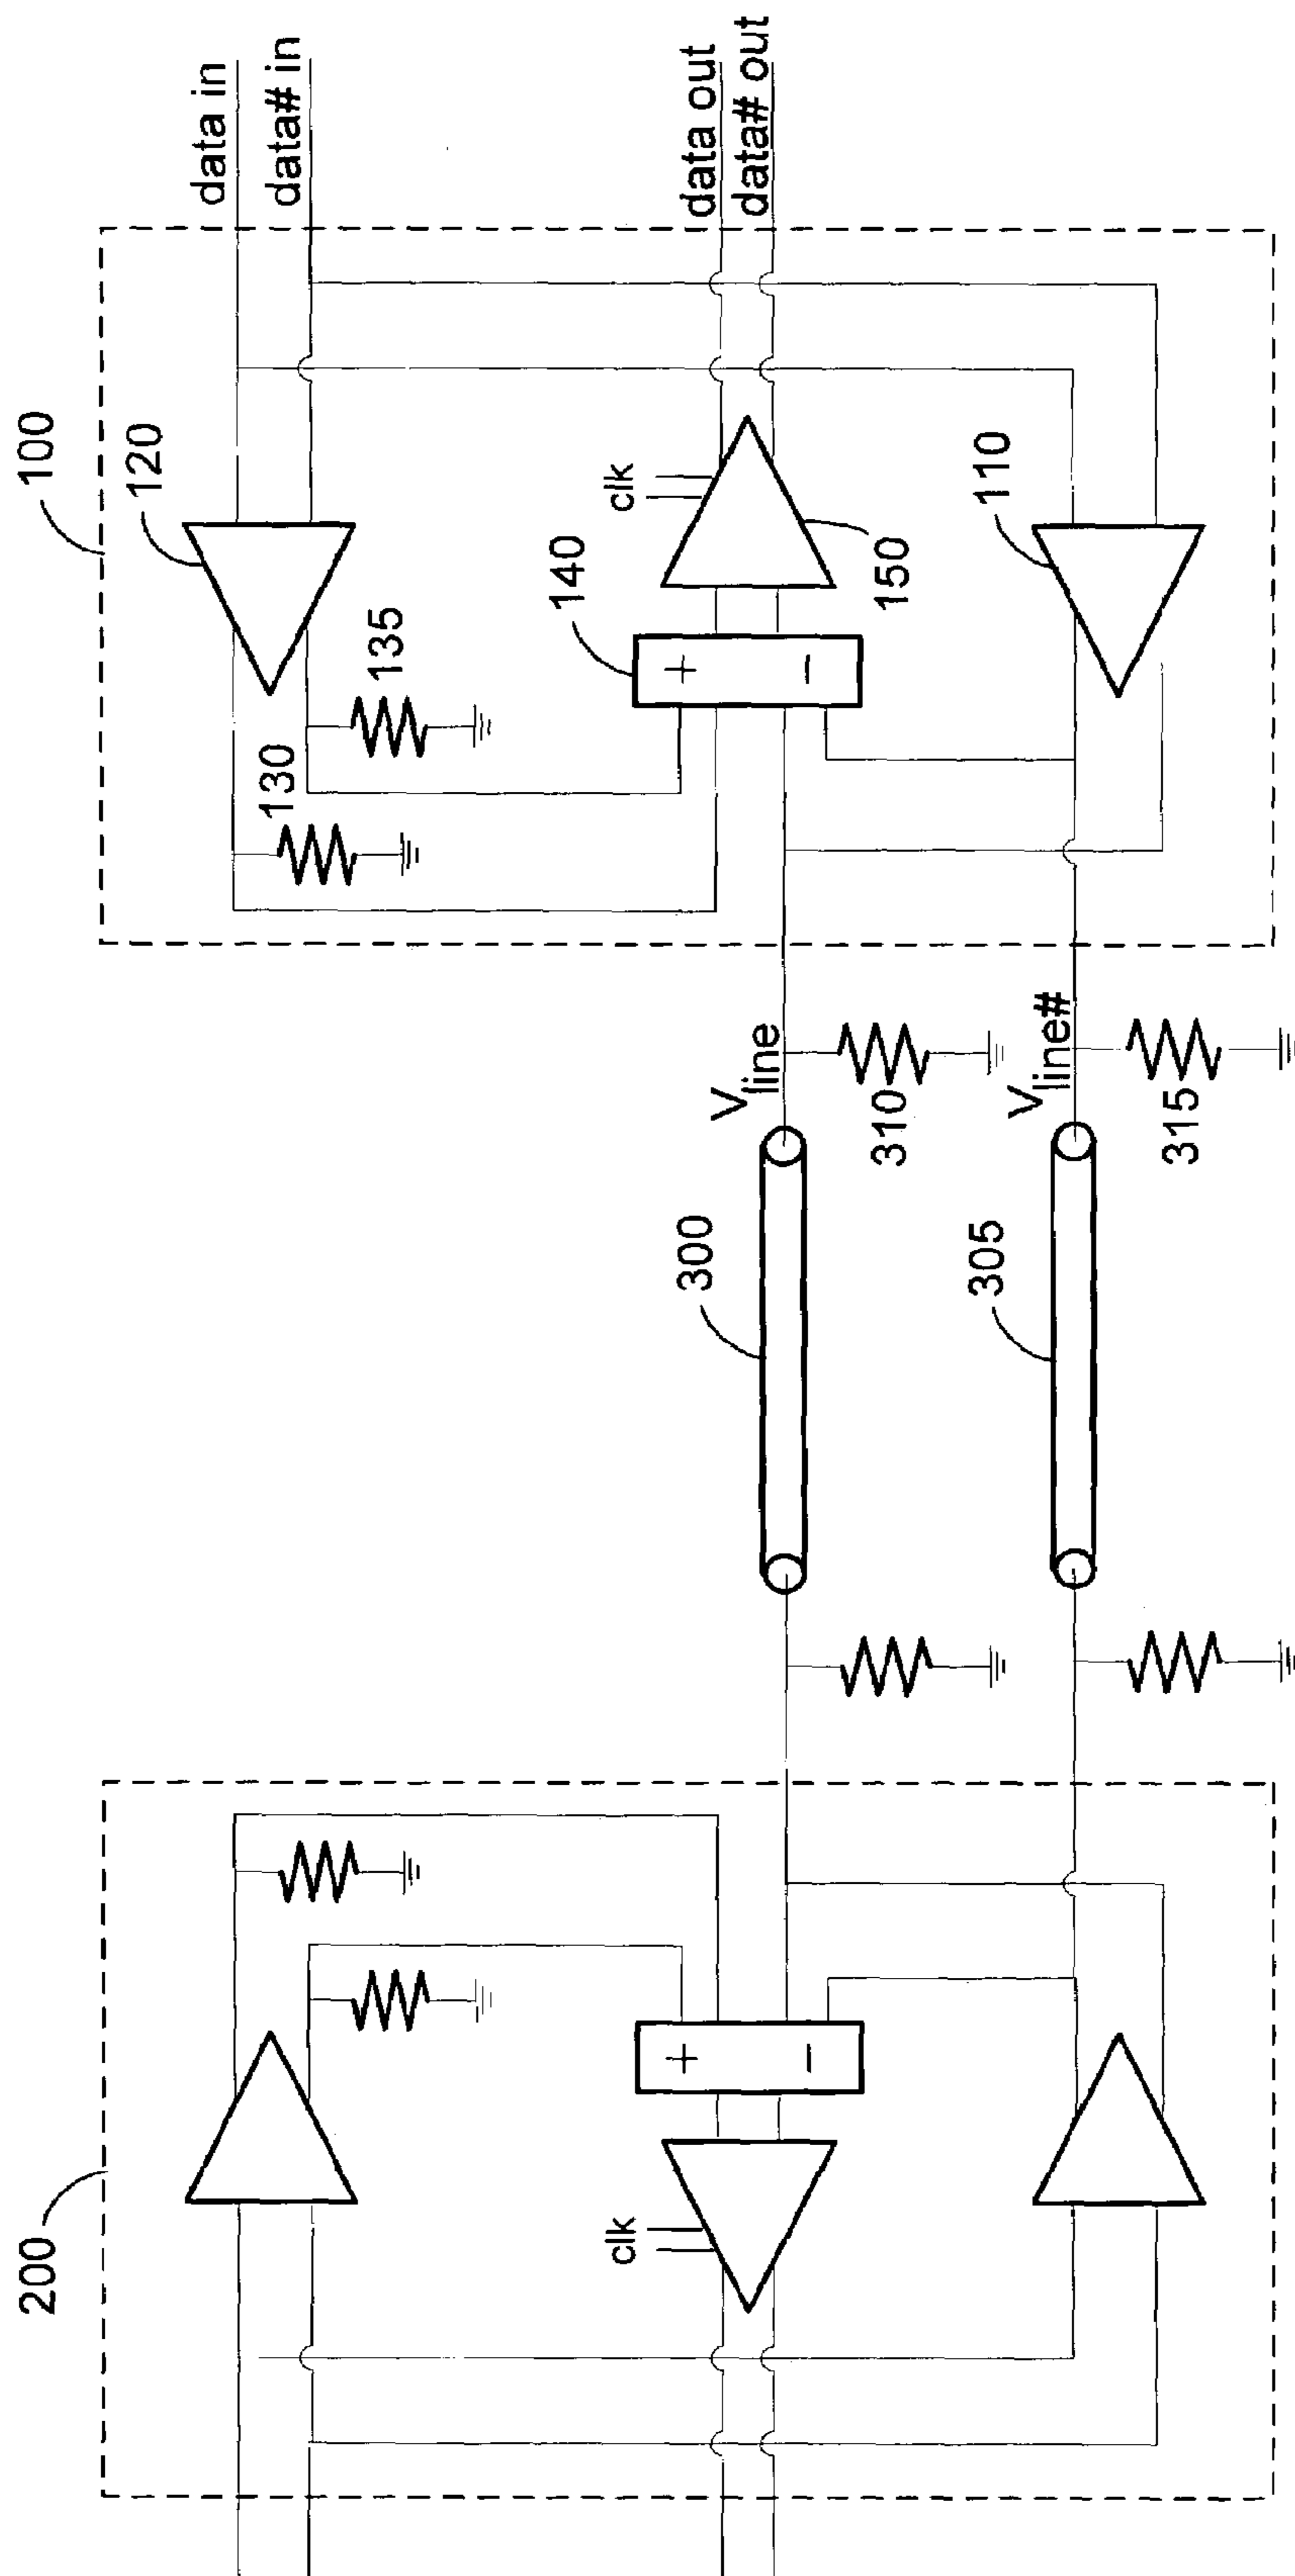 100
120
data in
data# in
130
135
140
clk
150
data out
data# out
110
Vline
310
Vline#
315
300
305
200
clk